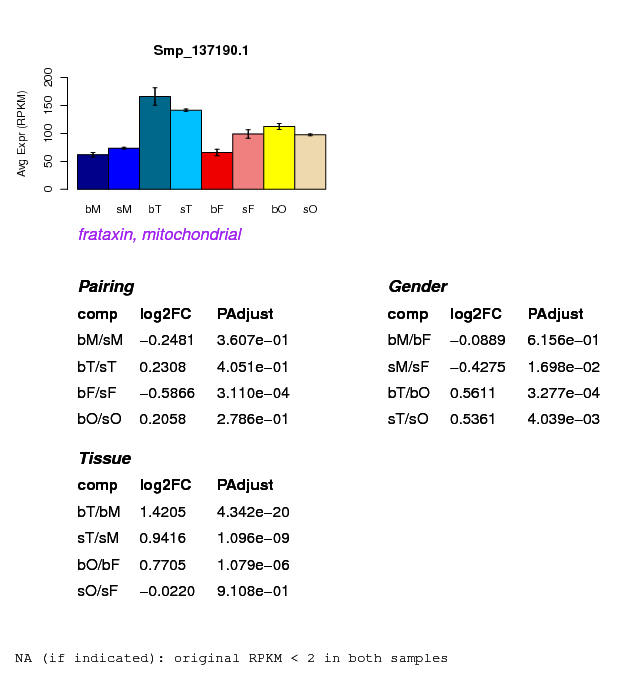 Smp_137190.1
Avg Expr (RPKM)
0 50 100 150 200
bM sM bT sT bF sF bO sO
frataxin, mitochondrial
Pairing
comp log2FC PAdjust
bM/sM −0.2481 3.607e−01
bT/sT 0.2308 4.051e−01
bF/sF −0.5866 3.110e−04
bO/sO 0.2058 2.786e−01
Gender
comp log2FC PAdjust
bM/bF −0.0889 6.156e−01
sM/sF −0.4275 1.698e−02
bT/bO 0.5611 3.277e−04
sT/sO 0.5361 4.039e−03
Tissue
comp log2FC PAdjust
bT/bM 1.4205 4.342e−20
sT/sM 0.9416 1.096e−09
bO/bF 0.7705 1.079e−06
sO/sF −0.0220 9.108e−01
NA (if indicated): original RPKM < 2 in both samples